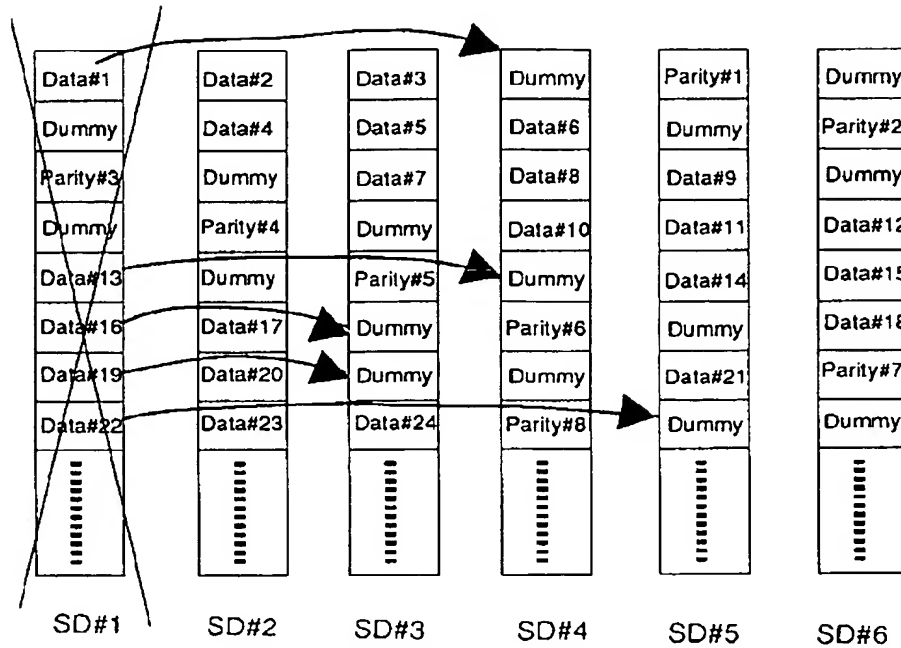 Data#1 Data#2 Data#3 Dummy Parity#1 Dummy
Dummy Data#4 Data#5 Data#6 Dummy Parity#2
Parity#3 Dummy Data#7 Data#8 Data#9 Dummy
Dummy Parity#4 Dummy Data#10 Data#11 Data#12
Data#13 Dummy Parity#5 Dummy Data#14 Data#15
Data#16 Data#17 Dummy Parity#6 Dummy Data#18
Data#19 Data#20 Dummy Dummy Data#21 Parity#7
Data#22 Data#23 Data#24 Parity#8 Dummy Dummy
SD#1 SD#2 SD#3 SD#4 SD#5 SD#6